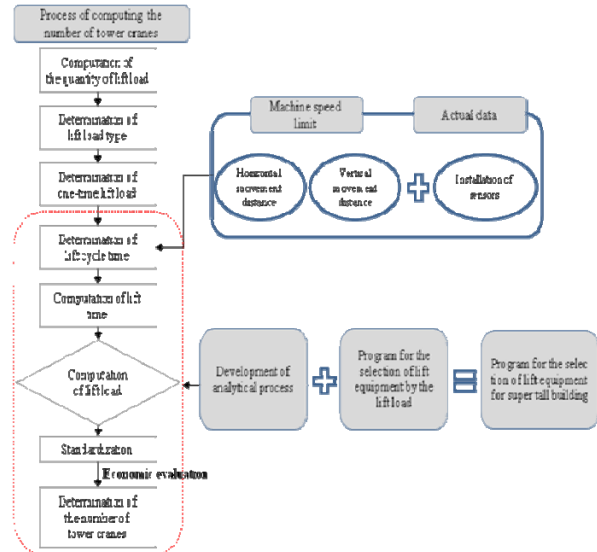 Process of computing the
number of tower cranes
Computation of
the quantity of lift load
Determination of
lift load type
Determination of
one-time lift load
Determination of
lift cycle time
Computation of lift
time
Computation
of lift load
Standardization
Economic evaluation
Determination of
the number of
tower cranes
Machine speed
limit
Actual data
Horizontal
movement
distance
Vertical
movement
distance
Installation of
sensors
Development of
analytical process
Program for the
selection of lift
equipment by the
lift load
Program for the selec
tion of lift equipment
for super tall building